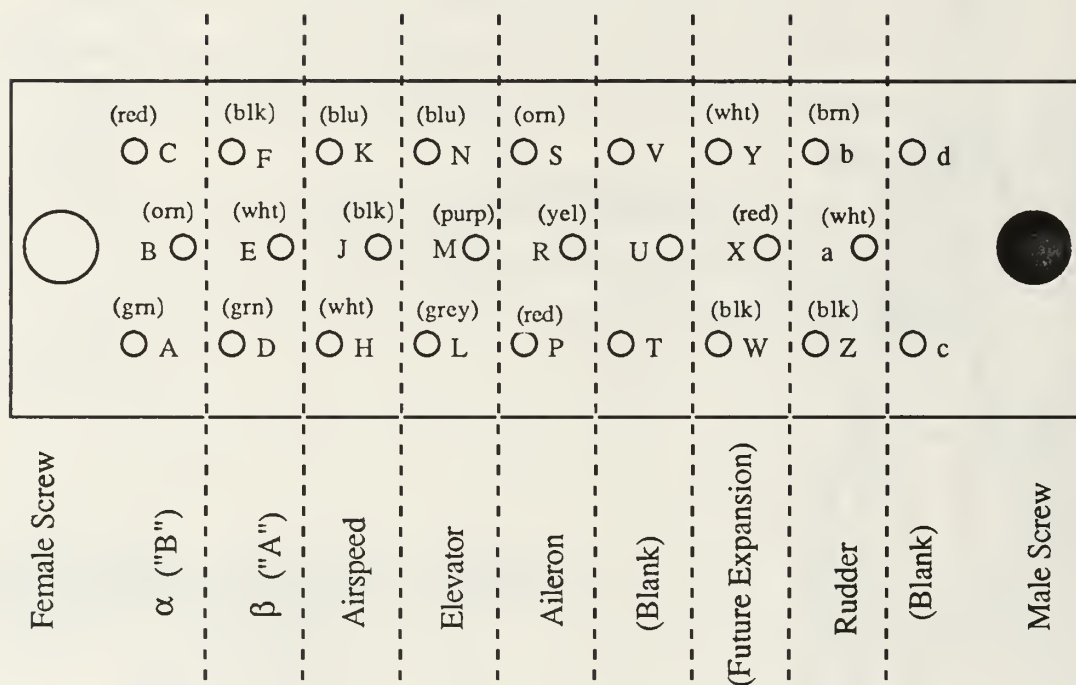 (red) (blk) (blu) (blu) (orn) (wht) (brn)
C F K N S V Y b d
(orn) (wht) (blk) (purp) (yel) (red) (wht)
B E J M R U X a
(grn) (grn) (wht) (grey) (red) (blk) (blk)
A D H L P T W Z c
Female Screw
α ("B")
β ("A")
Airspeed
Elevator
Aileron
(Blank)
(Future Expansion)
Rudder
(Blank)
Male Screw